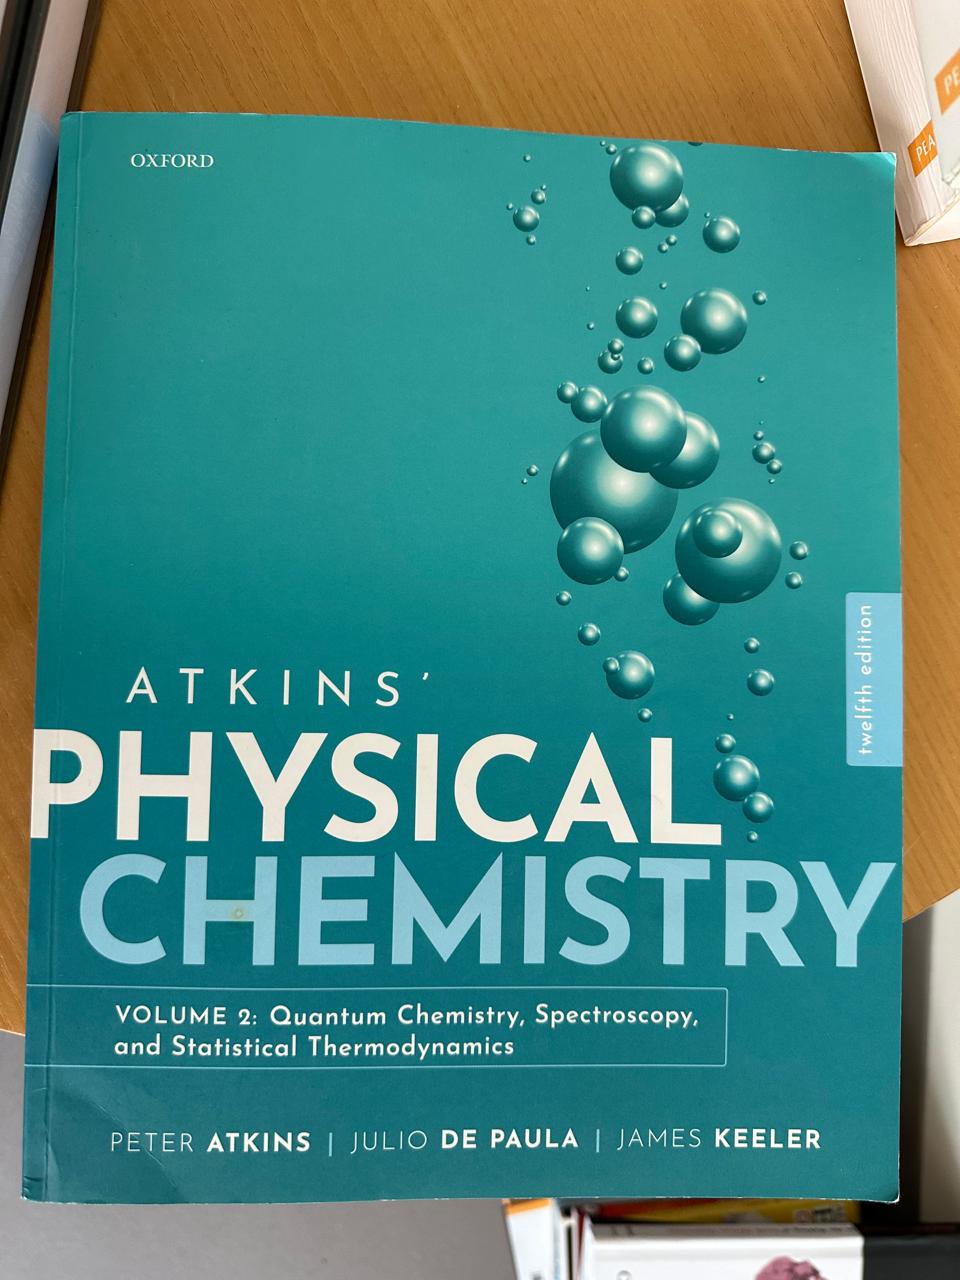 OXFORD
twelfth edition
ATKINS’
PHYSICAL
CHEMISTRY
VOLUME 2: Quantum Chemistry, Spectroscopy,
and Statistical Thermodynamics
PETER ATKINS | JULIO DE PAULA | JAMES KEELER